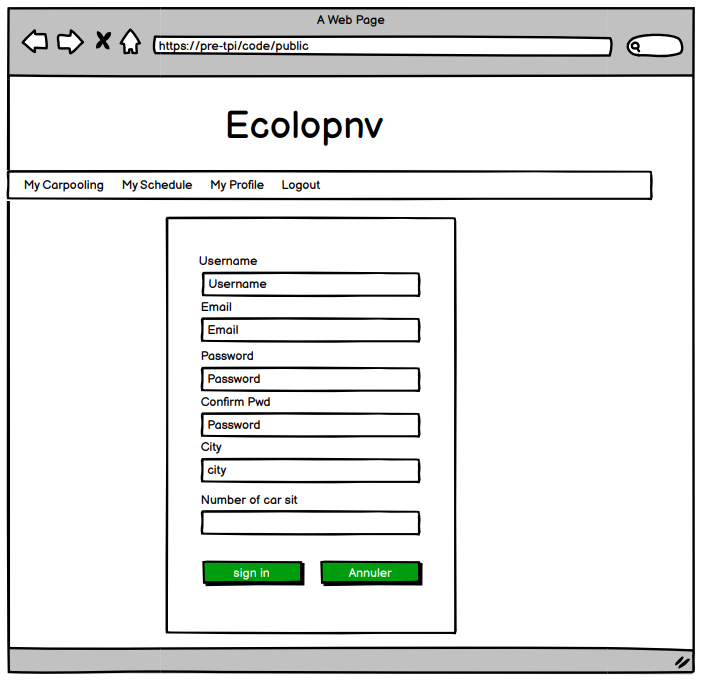 A Web Page
https://pre-tpi/code/public
Ecolopnv
My Carpooling My Schedule My Profile Logout
Username
Username
Email
Email
Password
Password
Confirm Pwd
Password
City
city
Number of car sit
sign in Annuler